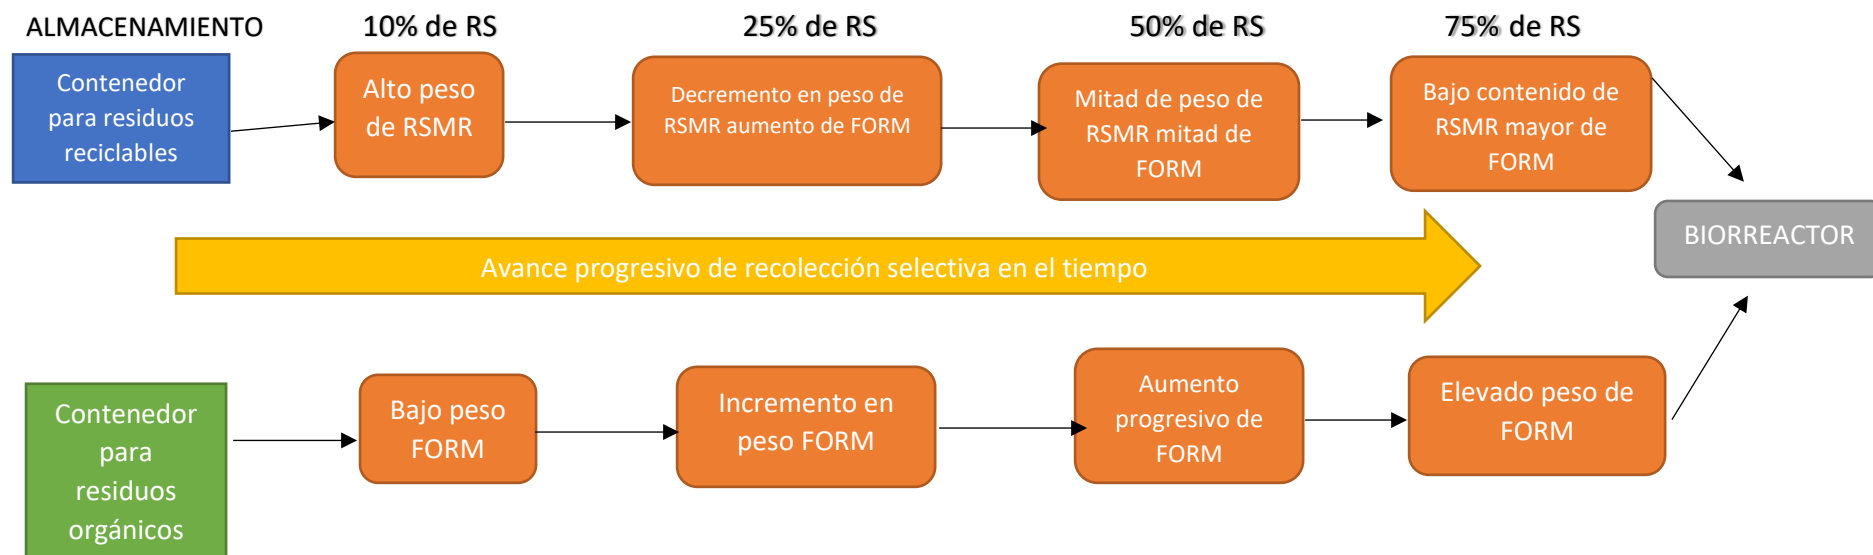 ALMACENAMIENTO
10% de RS
25% de RS
50% de RS
75% de RS
Contenedor
para residuos
reciclables
Alto peso
de RSMR
Decremento en peso de
RSMR aumento de FORM
Mitad de peso de
RSMR mitad de
FORM
Bajo contenido de
RSMR mayor de
FORM
BIORREACTOR
Avance progresivo de recolección selectiva en el tiempo
Contenedor
para
residuos
orgánicos
Bajo peso
FORM
Incremento en
peso FORM
Aumento
progresivo de
FORM
Elevado peso de
FORM